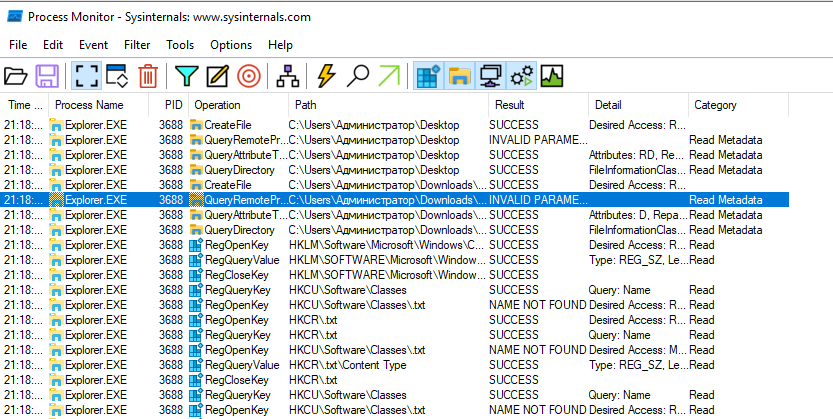 Process Monitor - Sysinternals: www.sysinternals.com
File Edit Event Filter Tools Options Help
Time ... Process Name PID Operation Path Result Detail Category
21:18:... Explorer.EXE 3688 CreateFile C:\Users\Администратор\Desktop SUCCESS Desired Access: R...
21:18:... Explorer.EXE 3688 QueryRemotePr... C:\Users\Администратор\Desktop INVALID PARAME... Read Metadata
21:18:... Explorer.EXE 3688 QueryAttributeT... C:\Users\Администратор\Desktop SUCCESS Attributes: RD, Re... Read Metadata
21:18:... Explorer.EXE 3688 QueryDirectory C:\Users\Администратор\Desktop SUCCESS FileInformationClas... Read Metadata
21:18:... Explorer.EXE 3688 CreateFile C:\Users\Администратор\Downloads\... SUCCESS Desired Access: R...
21:18:... Explorer.EXE 3688 QueryRemotePr... C:\Users\Администратор\Downloads\... INVALID PARAME... Read Metadata
21:18:... Explorer.EXE 3688 QueryAttributeT... C:\Users\Администратор\Downloads\... SUCCESS Attributes: D, Repa... Read Metadata
21:18:... Explorer.EXE 3688 QueryDirectory C:\Users\Администратор\Downloads\... SUCCESS FileInformationClas... Read Metadata
21:18:... Explorer.EXE 3688 RegOpenKey HKLM\Software\Microsoft\Windows\C... SUCCESS Desired Access: R... Read
21:18:... Explorer.EXE 3688 RegQueryValue HKLM\SOFTWARE\Microsoft\Window... SUCCESS Type: REG_SZ, Le... Read
21:18:... Explorer.EXE 3688 RegCloseKey HKLM\SOFTWARE\Microsoft\Window... SUCCESS
21:18:... Explorer.EXE 3688 RegQueryKey HKCU\Software\Classes SUCCESS Query: Name Read
21:18:... Explorer.EXE 3688 RegOpenKey HKCU\Software\Classes\.txt NAME NOT FOUND Desired Access: R... Read
21:18:... Explorer.EXE 3688 RegOpenKey HKCR\.txt SUCCESS Desired Access: R... Read
21:18:... Explorer.EXE 3688 RegQueryKey HKCR\.txt SUCCESS Query: Name Read
21:18:... Explorer.EXE 3688 RegOpenKey HKCU\Software\Classes\.txt NAME NOT FOUND Desired Access: M... Read
21:18:... Explorer.EXE 3688 RegQueryValue HKCR\.txt\Content Type SUCCESS Type: REG_SZ, Le... Read
21:18:... Explorer.EXE 3688 RegCloseKey HKCR\.txt SUCCESS
21:18:... Explorer.EXE 3688 RegQueryKey HKCU\Software\Classes SUCCESS Query: Name Read
21:18:... Explorer.EXE 3688 RegOpenKey HKCU\Software\Classes\.txt NAME NOT FOUND Desired Access: R... Read